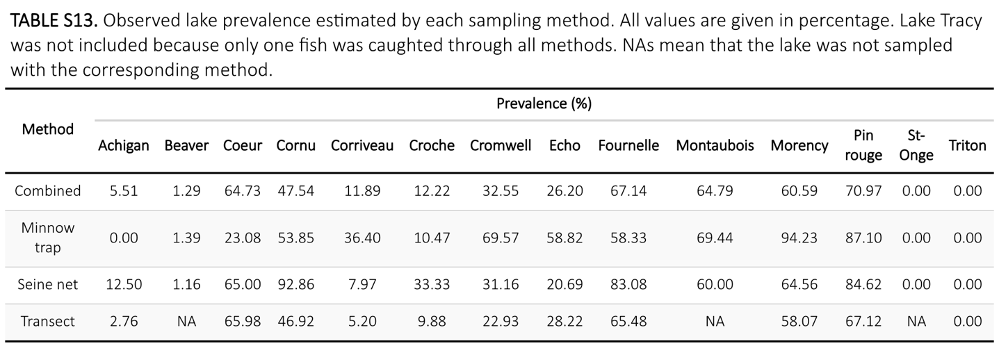 TABLE S13. Observed lake prevalence estimated by each sampling method. All values are given in percentage. Lake Tracy
was not included because only one fish was caughted through all methods. NAs mean that the lake was not sampled
with the corresponding method.
Prevalence (%)
Method Achigan Beaver Coeur Cornu Corriveau Croche Cromwell Echo Fournelle Montaubois Morency Pin rouge St-Onge Triton
Combined 5.51 1.29 64.73 47.54 11.89 12.22 32.55 26.20 67.14 64.79 60.59 70.97 0.00 0.00
Minnow trap 0.00 1.39 23.08 53.85 36.40 10.47 69.57 58.82 58.33 69.44 94.23 87.10 0.00 0.00
Seine net 12.50 1.16 65.00 92.86 7.97 33.33 31.16 20.69 83.08 60.00 64.56 84.62 0.00 0.00
Transect 2.76 NA 65.98 46.92 5.20 9.88 22.93 28.22 65.48 NA 58.07 67.12 NA 0.00